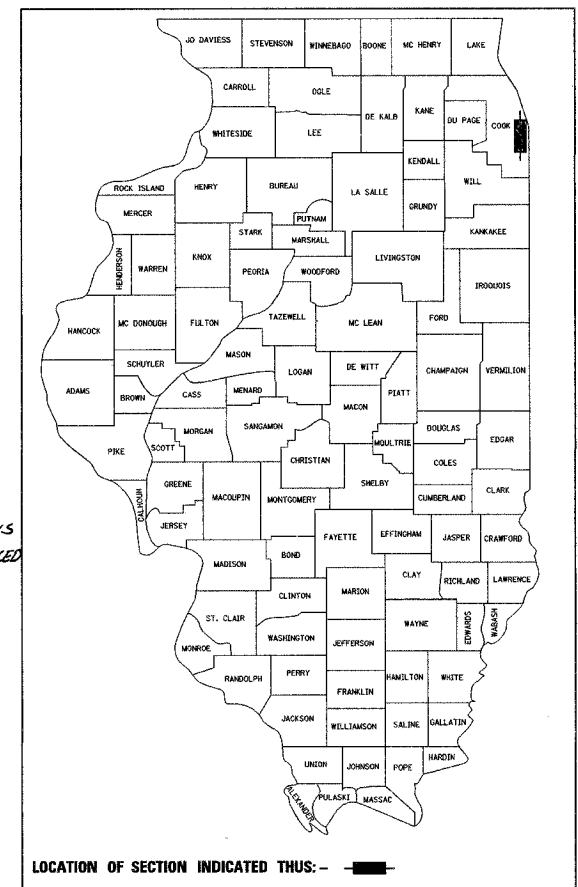 JO DAVIESS STEVENSON WINNEBAGO BOONE MC HENRY LAKE
CARROLL OGLE
DE KALB KANE DU PAGE COOK
WHITESIDE LEE
KENDALL
WILL
ROCK ISLAND HENRY BUREAU LA SALLE GRUNDY
MERCER PUTNAM
STARK MARSHALL KANKAKEE
HENDERSON WARREN KNOX PEORIA WOODFORD LIVINGSTON
IROQUOIS
HANCOCK MC DONOUGH FULTON TAZEWELL MC LEAN FORD
SCHUYLER MASON
LOGAN DE WITT CHAMPAIGN VERMILION
ADAMS BROWN CASS MENARD PIATT
MACON
MORGAN SANGAMON DOUGLAS
PIKE SCOTT MOULTRIE EDGAR
CHRISTIAN COLES
GREENE SHELBY
CALHOUN MACOUPIN MONTGOMERY CUMBERLAND CLARK
JERSEY
FAYETTE EFFINGHAM JASPER CRAWFORD
MADISON BOND
CLAY RICHLAND LAWRENCE
CLINTON MARION
ST. CLAIR WAYNE EDWARDS WABASH
WASHINGTON JEFFERSON
MONROE
RANDOLPH PERRY HAMILTON WHITE
FRANKLIN
JACKSON WILLIAMSON SALINE GALLATIN
UNION JOHNSON POPE HARDIN
ALEXANDER PULASKI MASSAC
LOCATION OF SECTION INDICATED THUS: -